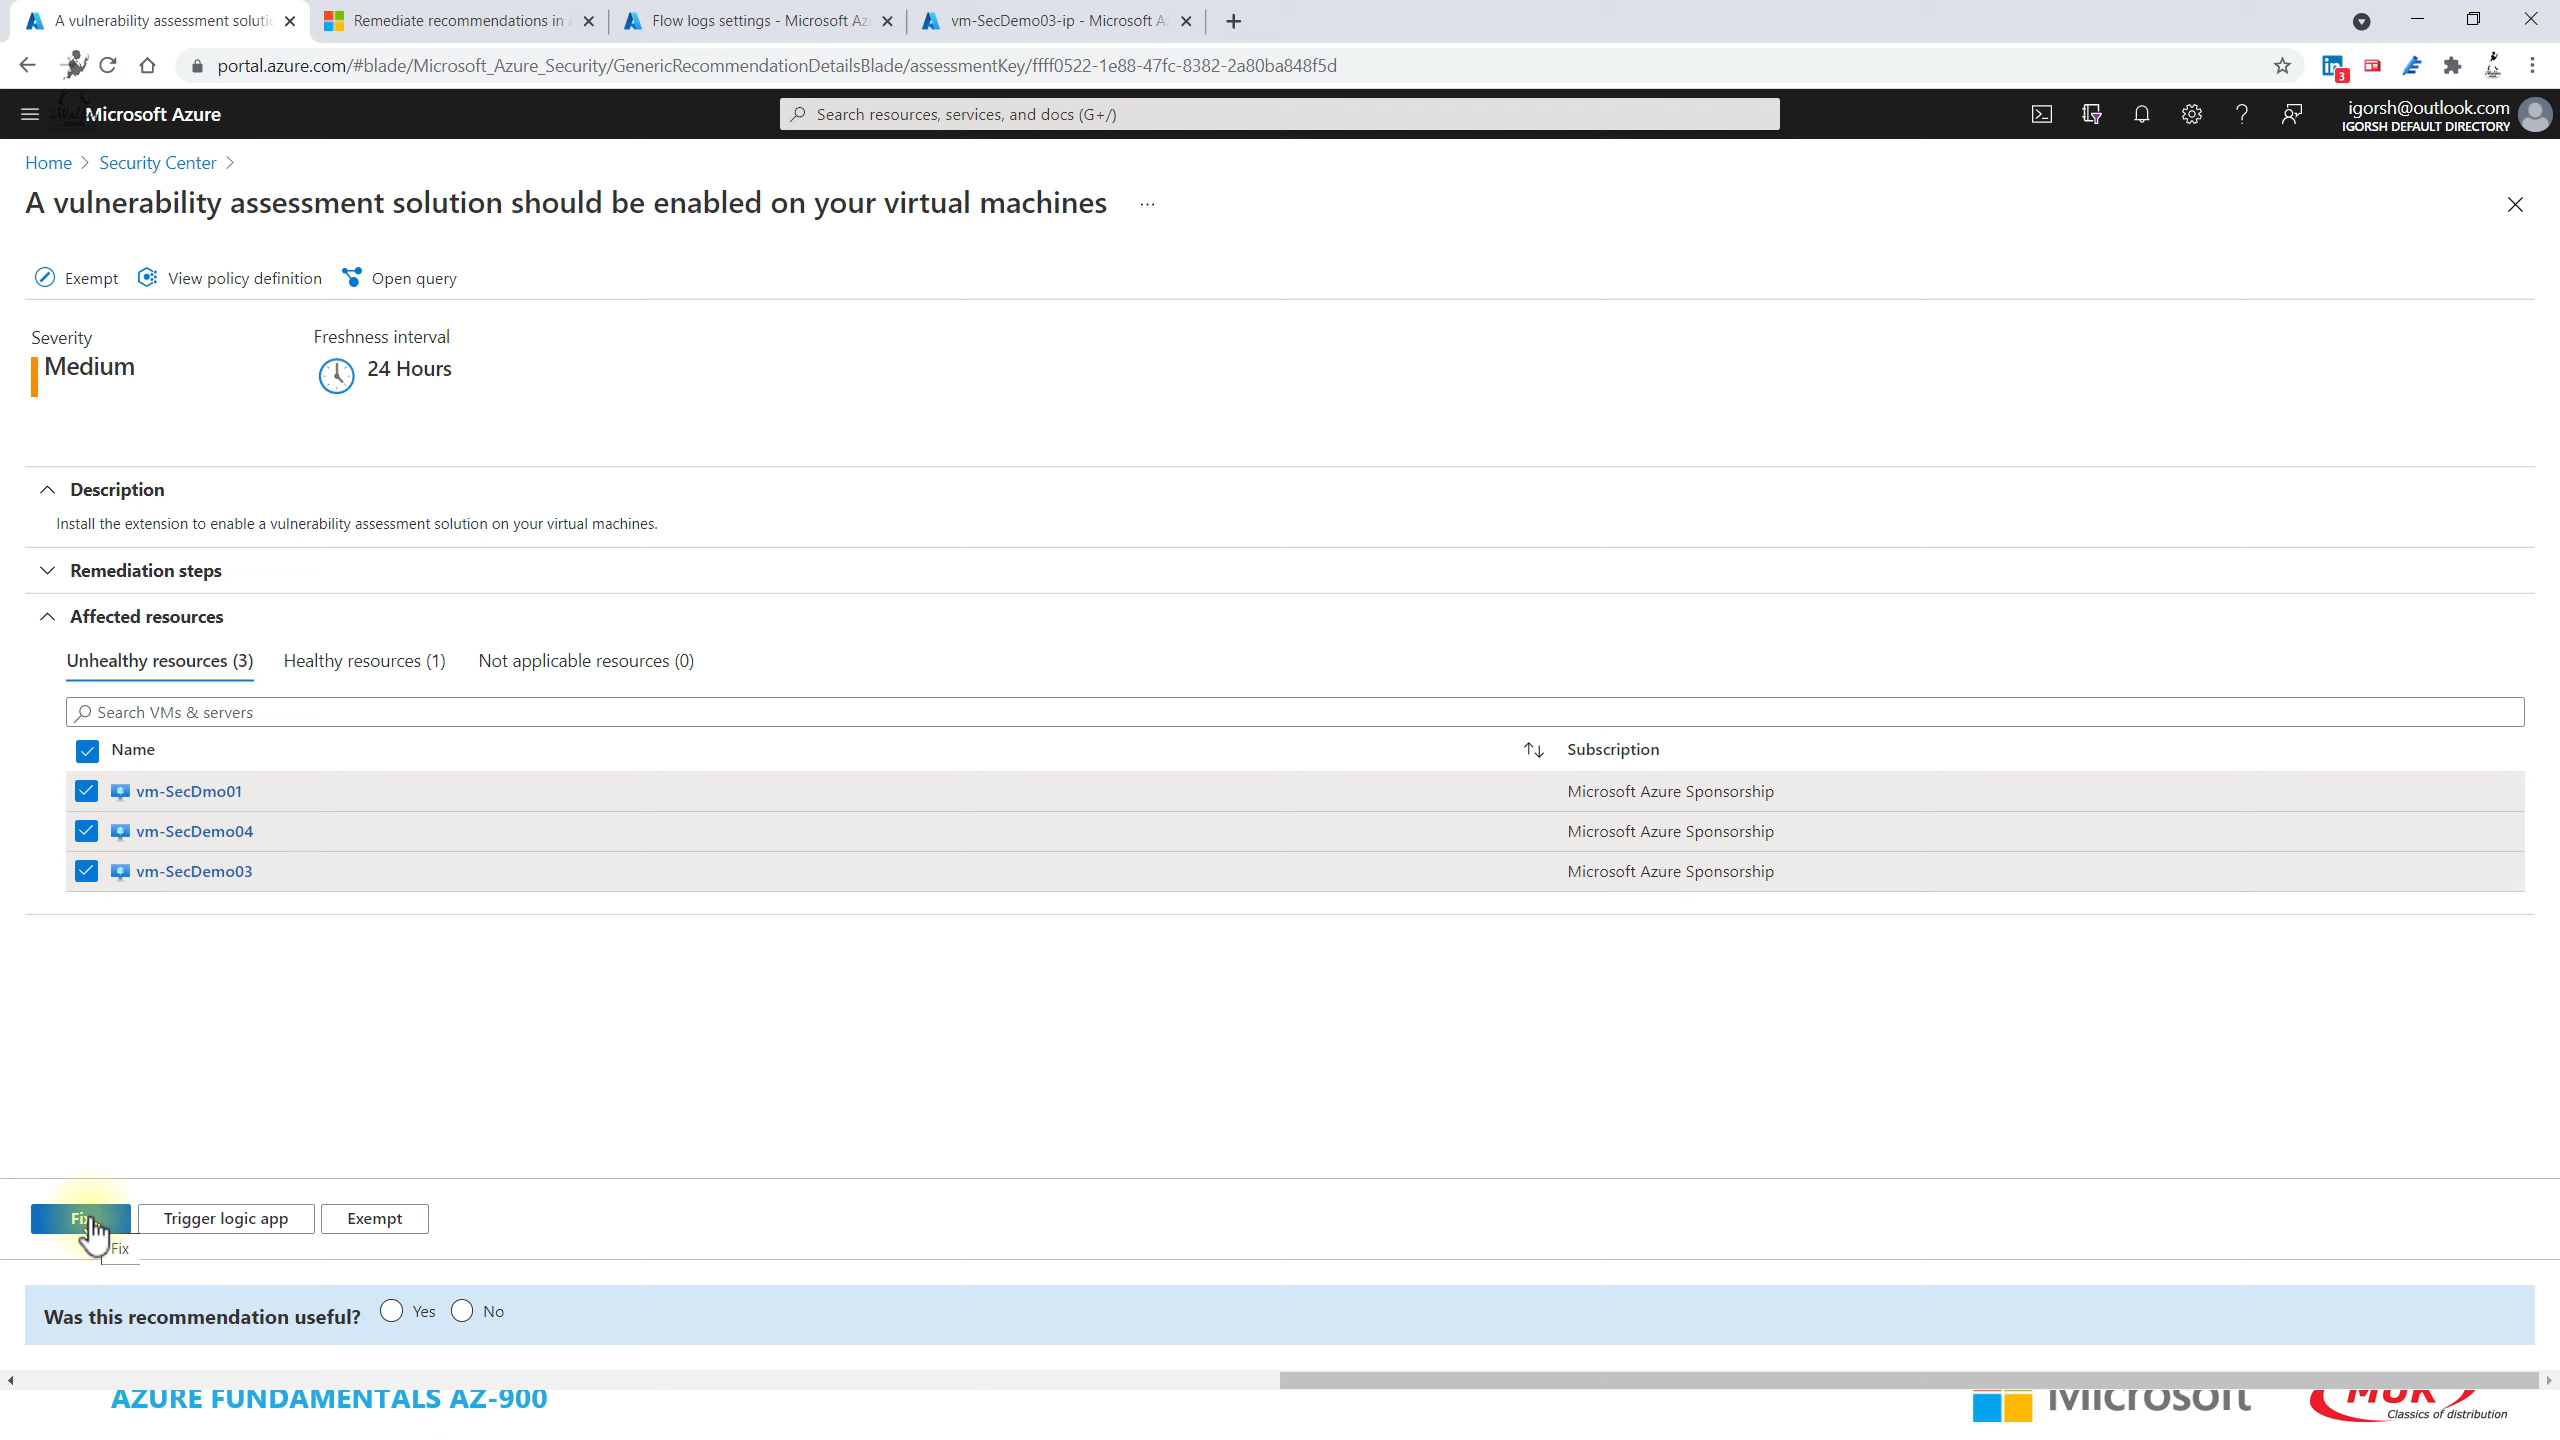 A vulnerability assessment soluti
Remediate recommendations in
Flow logs settings - Microsoft Az
vm-SecDemo03-ip - Microsoft A
portal.azure.com/#blade/Microsoft_Azure_Security/GenericRecommendationDetailsBlade/assessmentKey/ffff0522-1e88-47fc-8382-2a80ba848f5d
3
Microsoft Azure
Search resources, services, and docs (G+/)
igorsh@outlook.com
IGORSH DEFAULT DIRECTORY
Home > Security Center >
A vulnerability assessment solution should be enabled on your virtual machines ...
Exempt
View policy definition
Open query
Severity
Medium
Freshness interval
24 Hours
Description
Install the extension to enable a vulnerability assessment solution on your virtual machines.
Remediation steps
Affected resources
Unhealthy resources (3)
Healthy resources (1)
Not applicable resources (0)
Search VMs & servers
Name
Subscription
vm-SecDmo01
Microsoft Azure Sponsorship
vm-SecDemo04
Microsoft Azure Sponsorship
vm-SecDemo03
Microsoft Azure Sponsorship
Fix
Trigger logic app
Exempt
Fix
Was this recommendation useful?
Yes
No
AZURE FUNDAMENTALS AZ-900
Microsoft
MUK
Classics of distribution